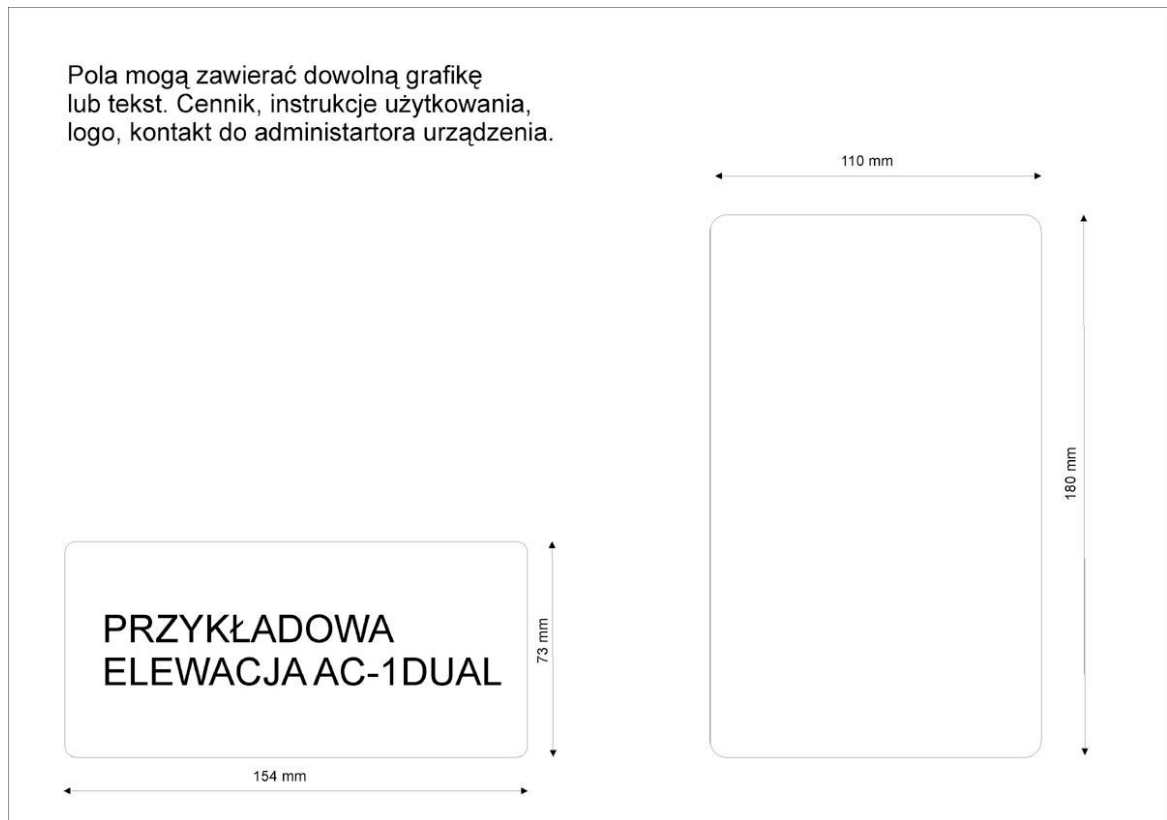 Pola mogą zawierać dowolną grafikę
lub tekst. Cennik, instrukcje użytkowania,
logo, kontakt do administartora urządzenia.
110 mm
180 mm
PRZYKŁADOWA
ELEWACJA AC-1DUAL
73 mm
154 mm